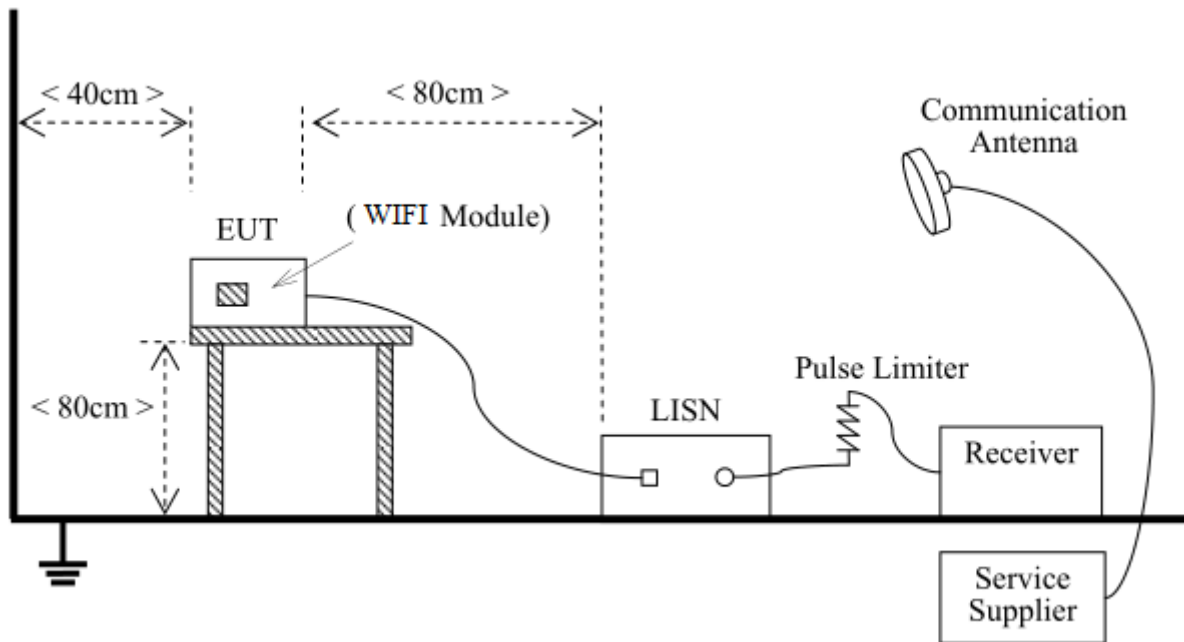 < 40cm >
< 80cm >
Communication
Antenna
( WIFI Module)
EUT
Pulse Limiter
< 80cm >
LISN
Receiver
Service
Supplier